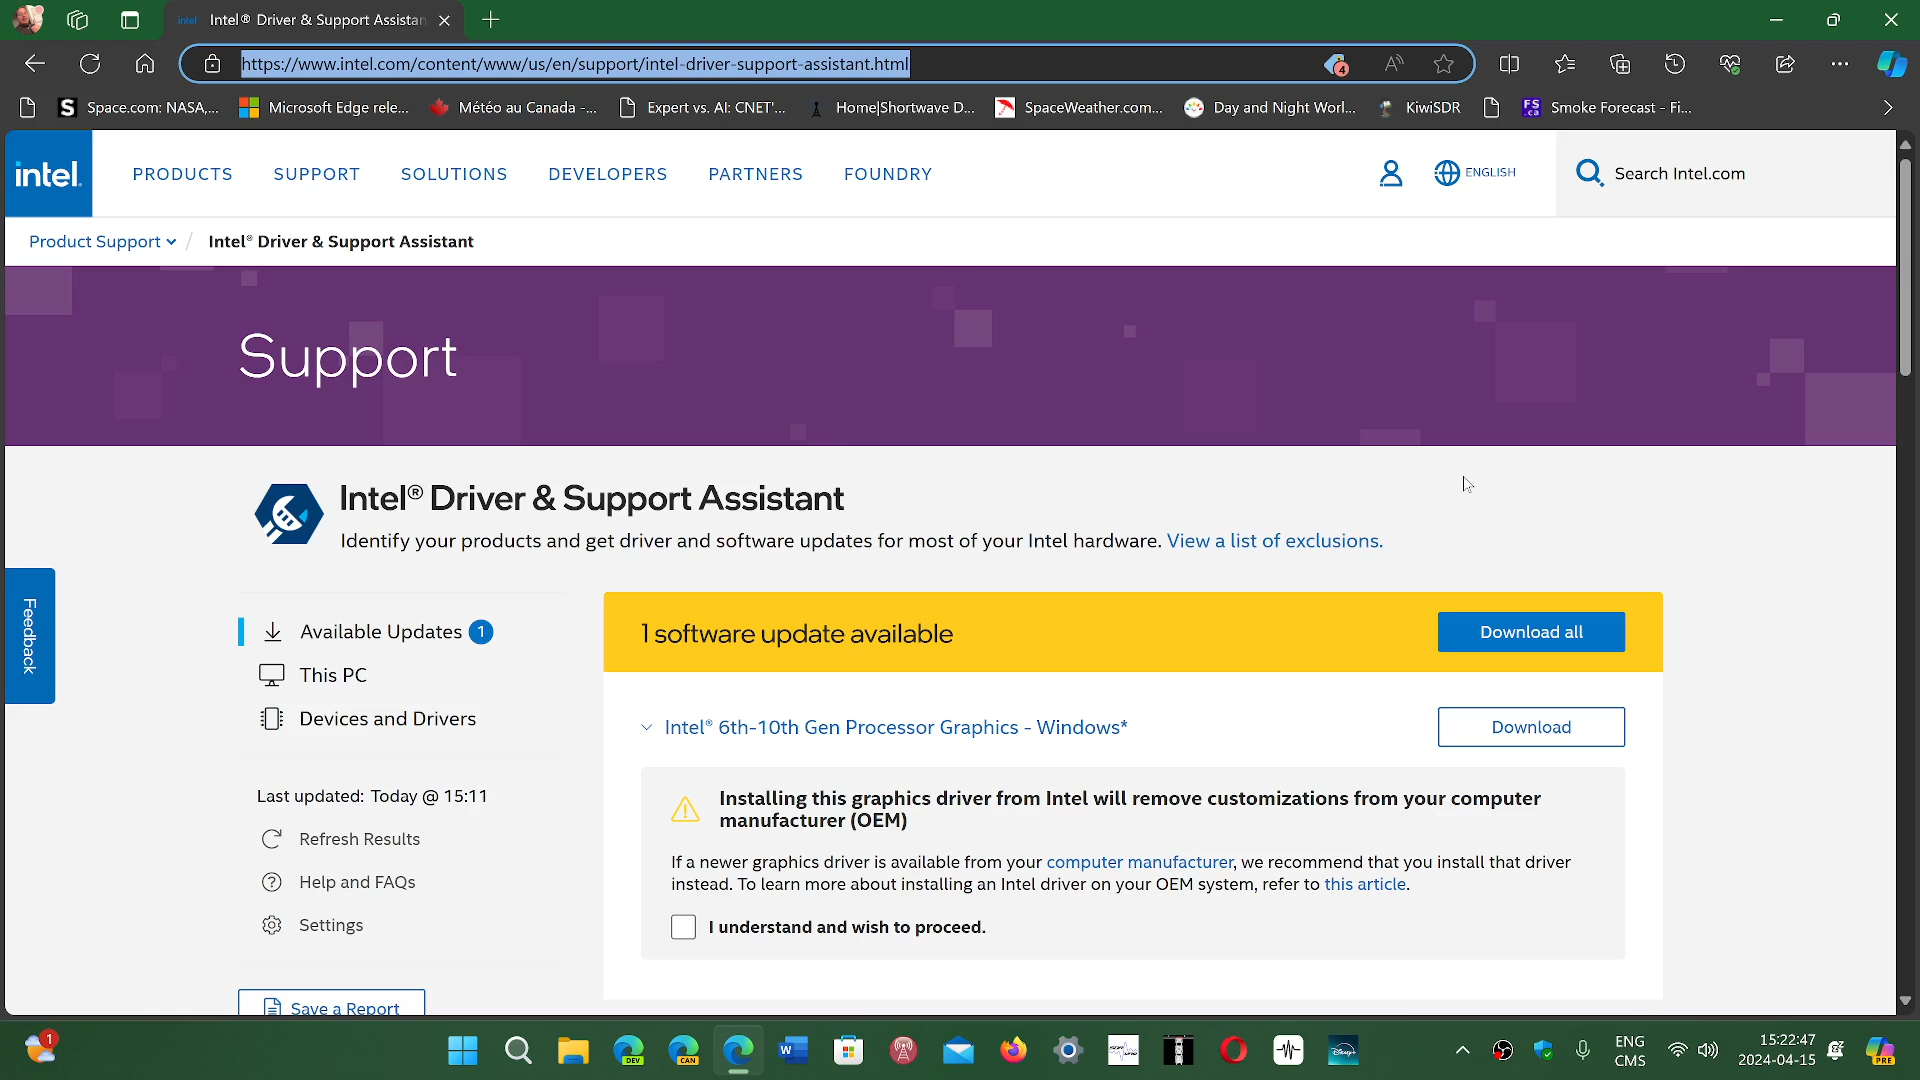 intel Intel® Driver & Support Assistan
https://www.intel.com/content/www/us/en/support/intel-driver-support-assistant.html
4
Space.com: NASA,... Microsoft Edge rele... Météo au Canada -... Expert vs. AI: CNET'... Home|Shortwave D... SpaceWeather.com... Day and Night Worl... KiwiSDR FS .ca Smoke Forecast - Fi...
intel. PRODUCTS SUPPORT SOLUTIONS DEVELOPERS PARTNERS FOUNDRY ENGLISH Search Intel.com
Product Support / Intel® Driver & Support Assistant
Support
Intel® Driver & Support Assistant
Identify your products and get driver and software updates for most of your Intel hardware. View a list of exclusions.
Feedback
Available Updates 1
This PC
Devices and Drivers
Last updated: Today @ 15:11
Refresh Results
Help and FAQs
Settings
Save a Report
1 software update available Download all
Intel® 6th-10th Gen Processor Graphics - Windows* Download
Installing this graphics driver from Intel will remove customizations from your computer
manufacturer (OEM)
If a newer graphics driver is available from your computer manufacturer, we recommend that you install that driver
instead. To learn more about installing an Intel driver on your OEM system, refer to this article.
I understand and wish to proceed.
1
DEV CAN W Disney+
ENG
CMS
15:22:47
2024-04-15
PRE